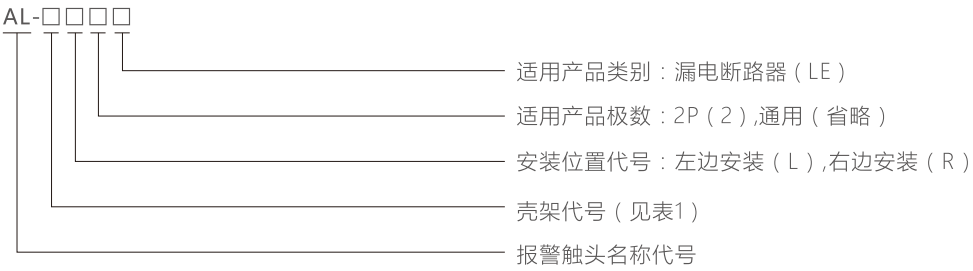 AL-□□□□
适用产品类别：漏电断路器（LE）
适用产品极数：2P（2）,通用（省略）
安装位置代号：左边安装（L）,右边安装（R）
壳架代号（见表1）
报警触头名称代号